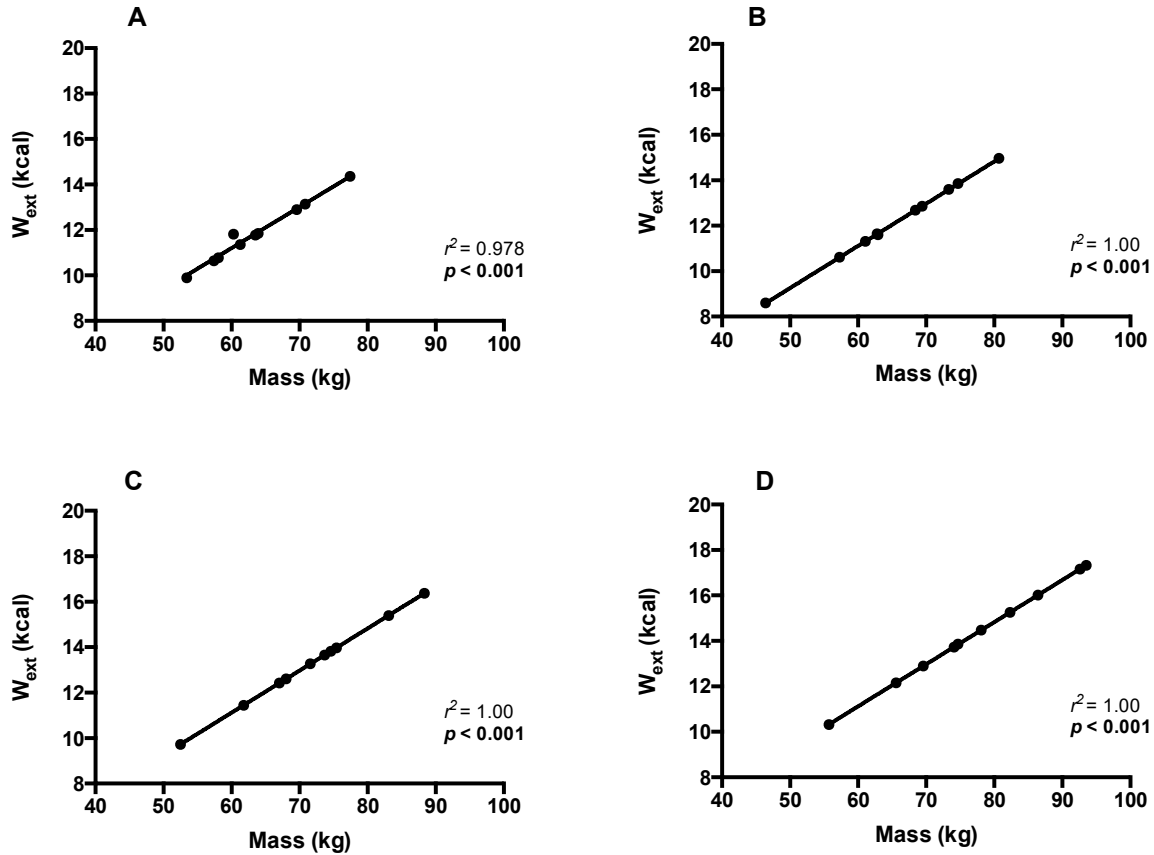 A
20
18
16
14
12
10
8
W_ext (kcal)
r² = 0.978
p < 0.001
40 50 60 70 80 90 100
Mass (kg)
B
20
18
16
14
12
10
8
W_ext (kcal)
r² = 1.00
p < 0.001
40 50 60 70 80 90 100
Mass (kg)
C
20
18
16
14
12
10
8
W_ext (kcal)
r² = 1.00
p < 0.001
40 50 60 70 80 90 100
Mass (kg)
D
20
18
16
14
12
10
8
W_ext (kcal)
r² = 1.00
p < 0.001
40 50 60 70 80 90 100
Mass (kg)